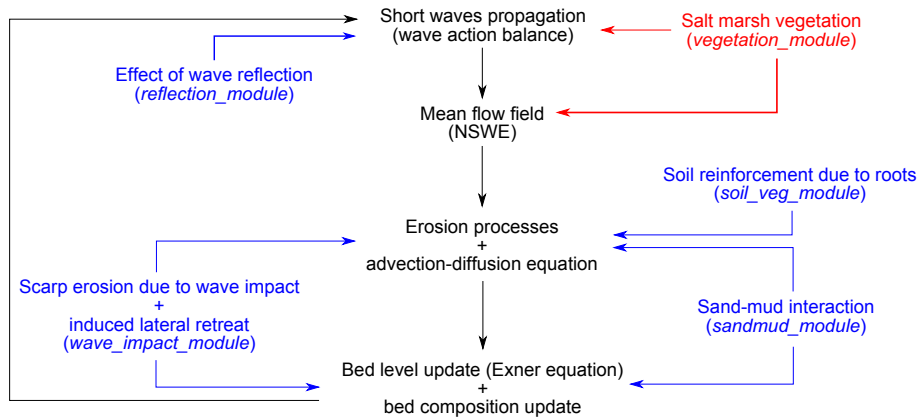 Short waves propagation
(wave action balance)
Salt marsh vegetation
(vegetation_module)
Effect of wave reflection
(reflection_module)
Mean flow field
(NSWE)
Soil reinforcement due to roots
(soil_veg_module)
Erosion processes
+
advection-diffusion equation
Scarp erosion due to wave impact
+
induced lateral retreat
(wave_impact_module)
Sand-mud interaction
(sandmud_module)
Bed level update (Exner equation)
+
bed composition update